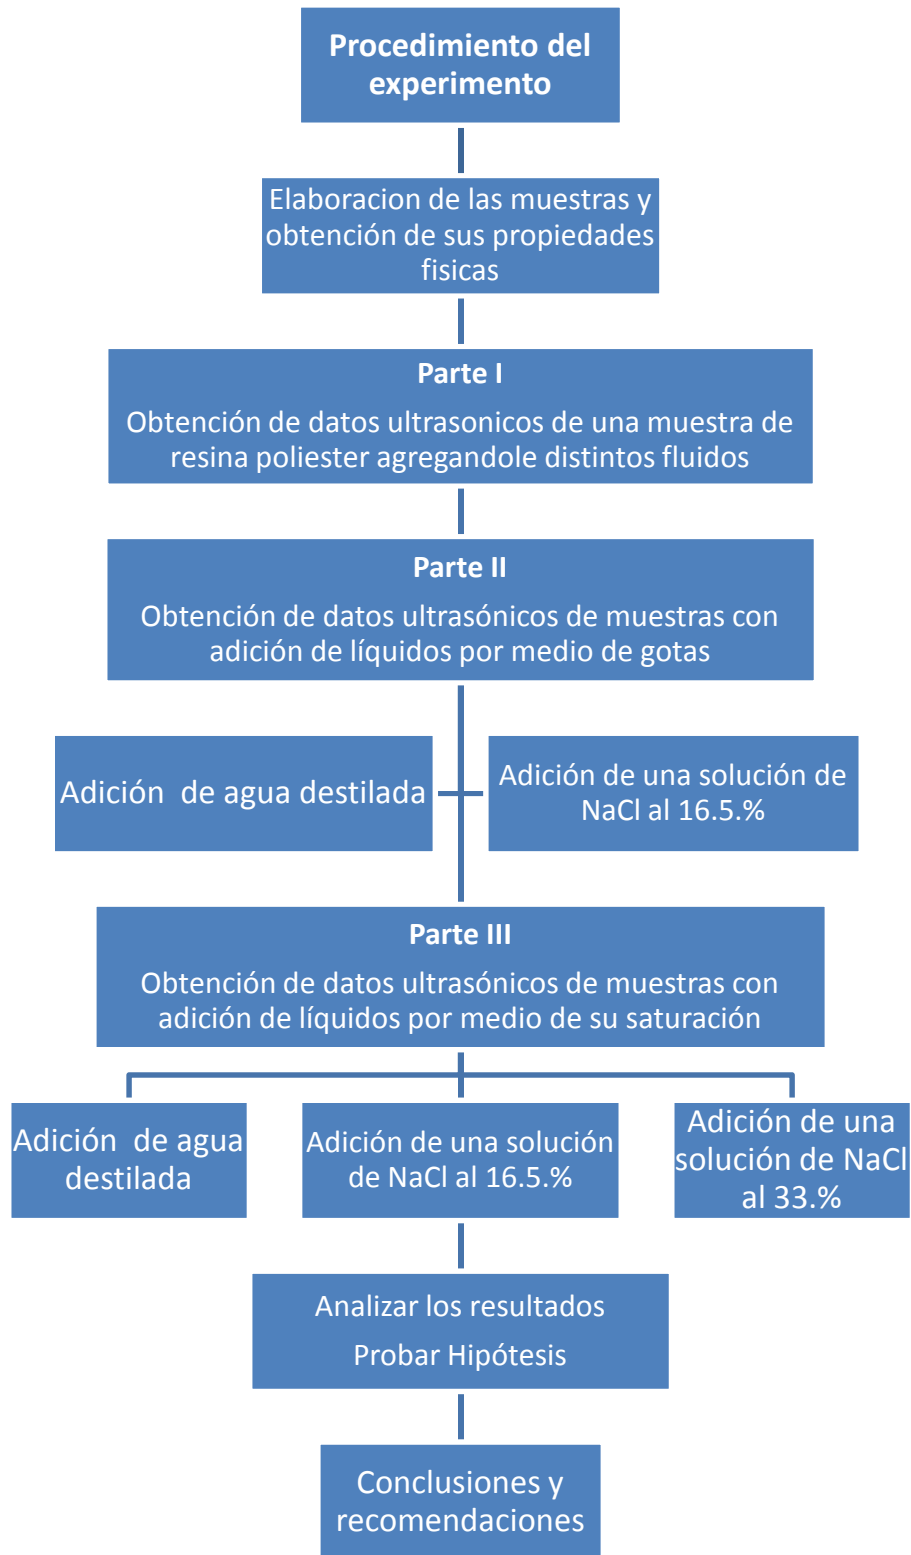 Procedimiento del
experimento
Elaboracion de las muestras y
obtención de sus propiedades
fisicas
Parte I
Obtención de datos ultrasonicos de una muestra de
resina poliester agregandole distintos fluidos
Parte II
Obtención de datos ultrasónicos de muestras con
adición de líquidos por medio de gotas
Adición  de agua destilada
Adición de una solución de
NaCl al 16.5.%
Parte III
Obtención de datos ultrasónicos de muestras con
adición de líquidos por medio de su saturación
Adición  de agua
destilada
Adición de una solución
de NaCl al 16.5.%
Adición de una
solución de NaCl
al 33.%
Analizar los resultados
Probar Hipótesis
Conclusiones y
recomendaciones